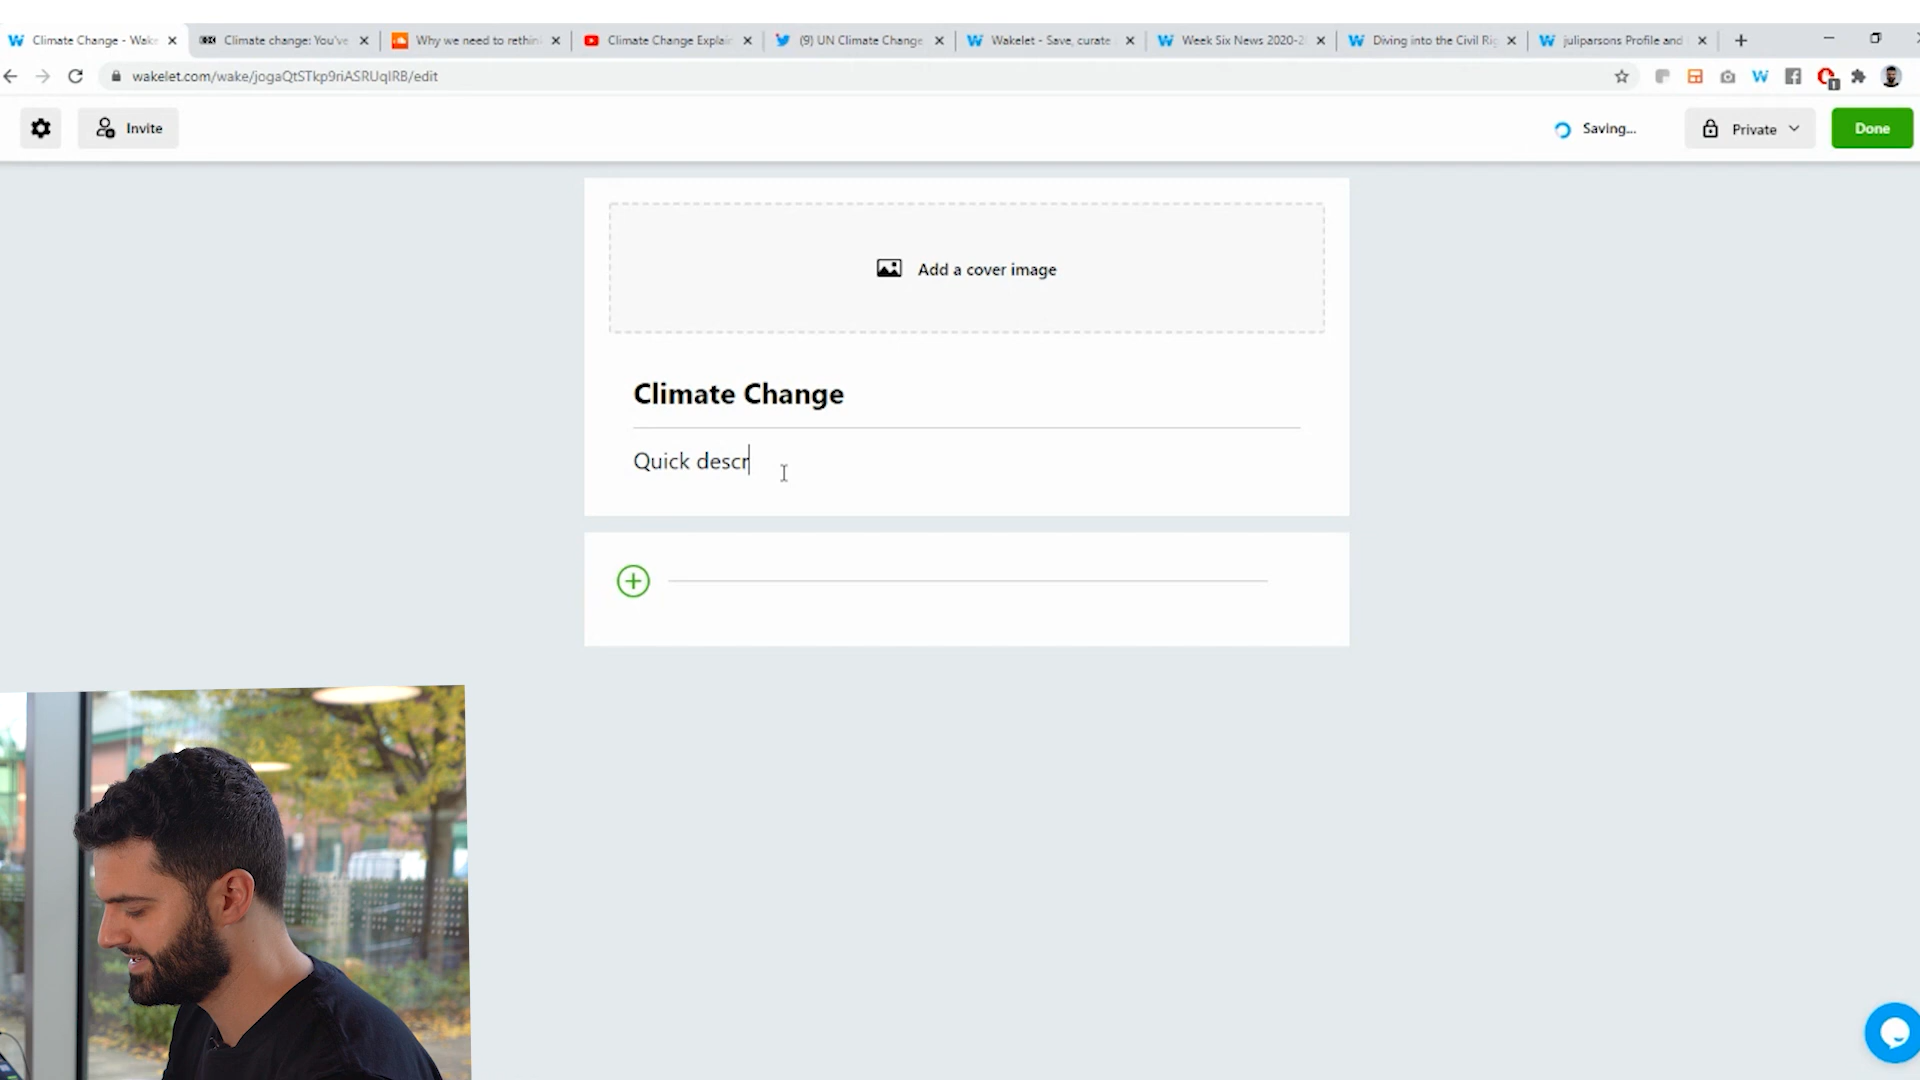 Climate Change - Wake
Climate change: You've
Why we need to rethin
Climate Change Explai
(9) UN Climate Change
Wakelet - Save, curate
Week Six News 2020-2
Diving into the Civil Rig
juliparsons Profile and
wakelet.com/wake/jogaQtSTkp9riASRUqIRB/edit
Invite
Saving...
Private
Done
Add a cover image
Climate Change
Quick descr